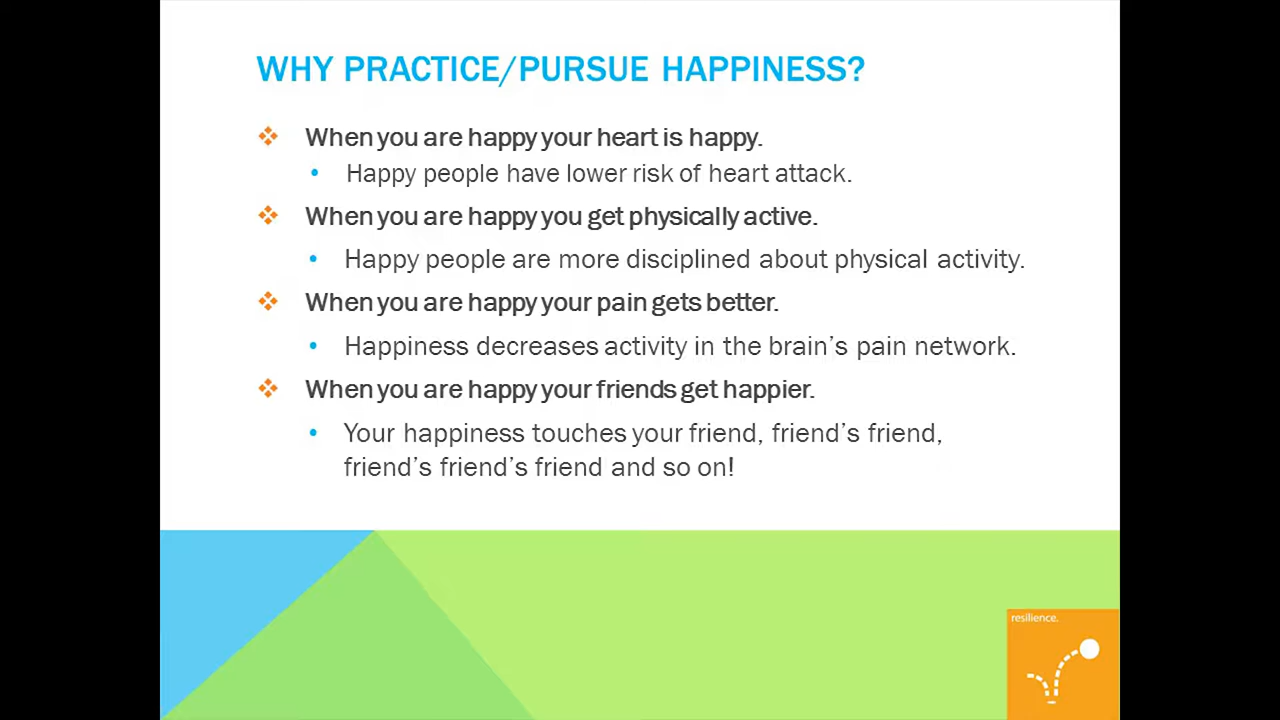 WHY PRACTICE/PURSUE HAPPINESS?
When you are happy your heart is happy.
Happy people have lower risk of heart attack.
When you are happy you get physically active.
Happy people are more disciplined about physical activity.
When you are happy your pain gets better.
Happiness decreases activity in the brain’s pain network.
When you are happy your friends get happier.
Your happiness touches your friend, friend’s friend,
friend’s friend’s friend and so on!
resilience.